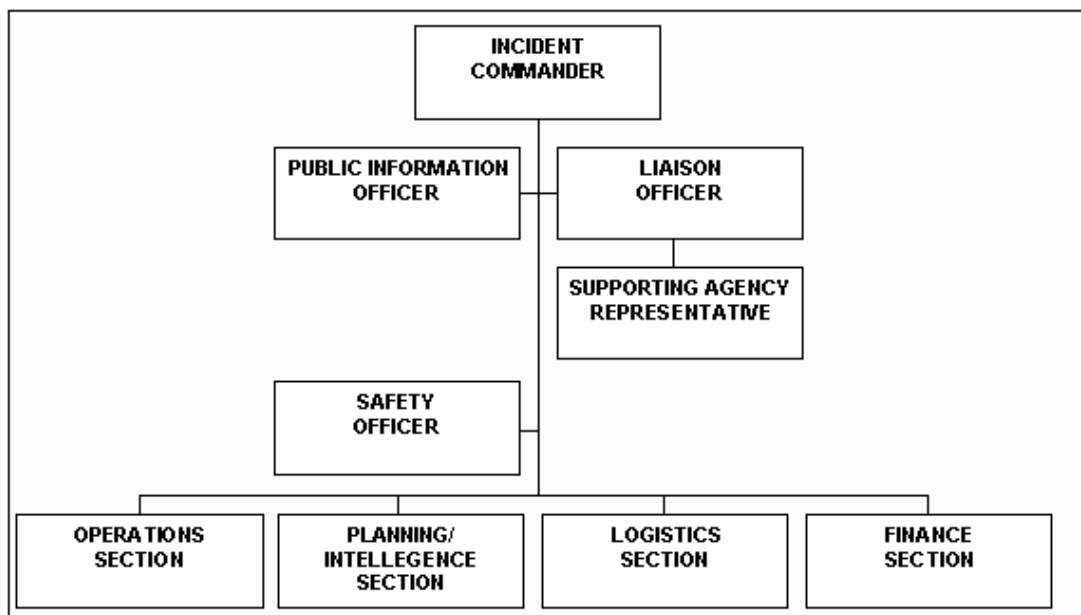 INCIDENT
COMMANDER
PUBLIC INFORMATION
OFFICER
LIAISON
OFFICER
SUPPORTING AGENCY
REPRESENTATIVE
SAFETY
OFFICER
OPERATIONS
SECTION
PLANNING/
INTELLEGENCE
SECTION
LOGISTICS
SECTION
FINANCE
SECTION